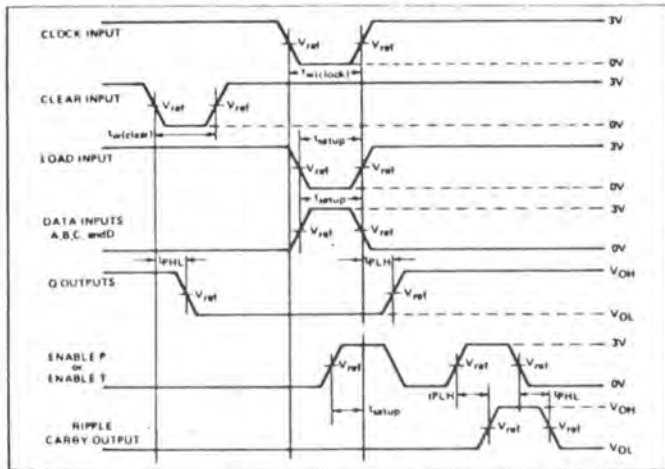 CLOCK INPUT
Vref
Vref
3V
0V
tw(clock)
CLEAR INPUT
Vref
Vref
3V
0V
tw(clear)
tsetup
LOAD INPUT
Vref
Vref
3V
0V
tsetup
DATA INPUTS
A,B,C, and D
Vref
Vref
3V
0V
tPHL
tPLH
Q OUTPUTS
Vref
Vref
VOH
VOL
ENABLE P
or
ENABLE T
Vref
Vref
Vref
3V
0V
tsetup
tPLH
tPHL
RIPPLE
CARRY OUTPUT
Vref
Vref
VOH
VOL